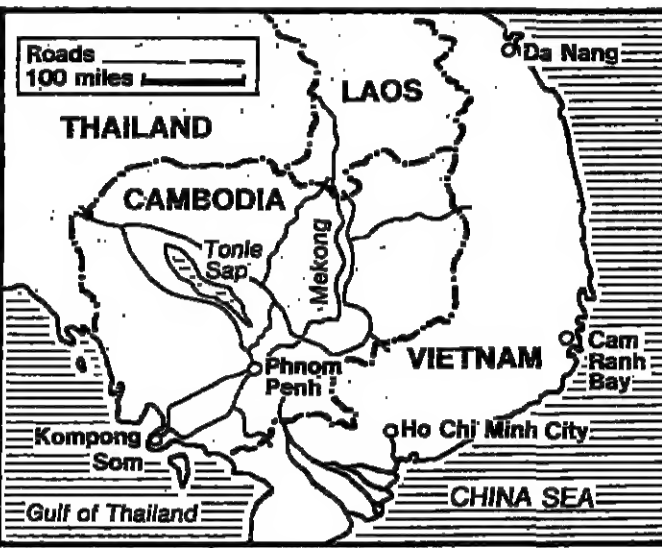 Roads
100 miles
Da Nang
LAOS
THAILAND
CAMBODIA
Tonle
Sap
Mekong
Cam
Ranh
Bay
VIETNAM
Phnom
Penh
Ho Chi Minh City
Kompong
Som
CHINA SEA
Gulf of Thailand